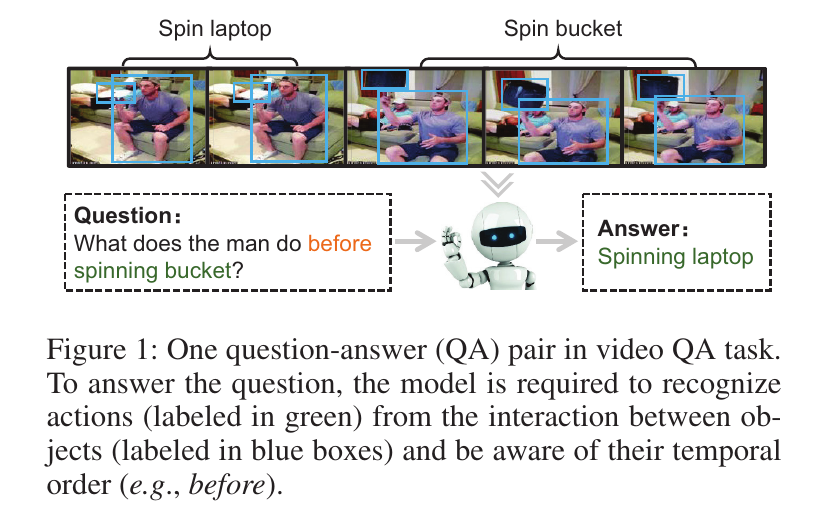 Spin laptop
Spin bucket
Question:
What does the man do before
spinning bucket?
Answer:
Spinning laptop
Figure 1: One question-answer (QA) pair in video QA task.
To answer the question, the model is required to recognize
actions (labeled in green) from the interaction between ob-
jects (labeled in blue boxes) and be aware of their temporal
order (e.g., before).